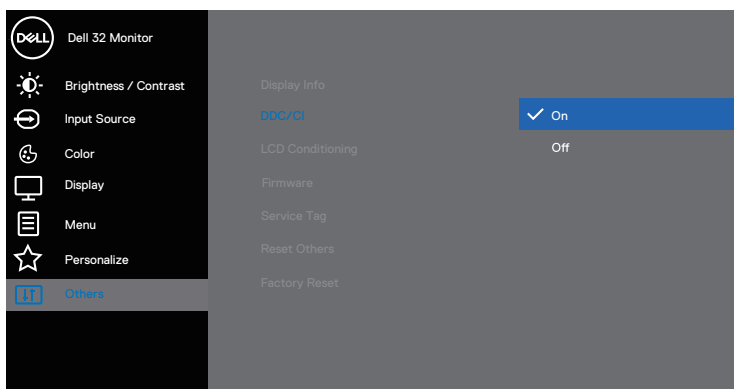 DELL Dell 32 Monitor
Brightness / Contrast
Input Source
Color
Display
Menu
Personalize
Others
Display Info
DDC/CI
LCD Conditioning
Firmware
Service Tag
Reset Others
Factory Reset
On
Off